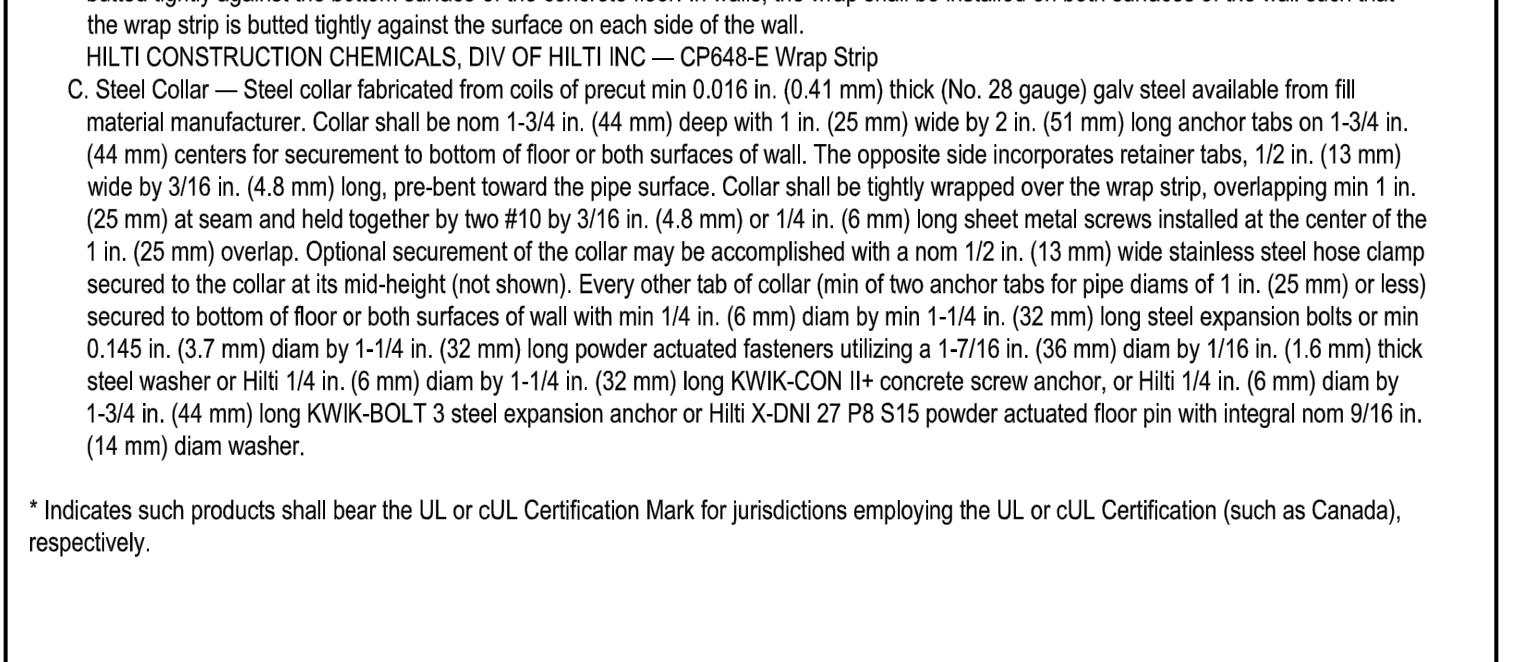 the wrap strip is butted tightly against the surface on each side of the wall.
HILTI CONSTRUCTION CHEMICALS, DIV OF HILTI INC — CP648-E Wrap Strip
C. Steel Collar — Steel collar fabricated from coils of precut min 0.016 in. (0.41 mm) thick (No. 28 gauge) galv steel available from fill
material manufacturer. Collar shall be nom 1-3/4 in. (44 mm) deep with 1 in. (25 mm) wide by 2 in. (51 mm) long anchor tabs on 1-3/4 in.
(44 mm) centers for securement to bottom of floor or both surfaces of wall. The opposite side incorporates retainer tabs, 1/2 in. (13 mm)
wide by 3/16 in. (4.8 mm) long, pre-bent toward the pipe surface. Collar shall be tightly wrapped over the wrap strip, overlapping min 1 in.
(25 mm) at seam and held together by two #10 by 3/16 in. (4.8 mm) or 1/4 in. (6 mm) long sheet metal screws installed at the center of the
1 in. (25 mm) overlap. Optional securement of the collar may be accomplished with a nom 1/2 in. (13 mm) wide stainless steel hose clamp
secured to the collar at its mid-height (not shown). Every other tab of collar (min of two anchor tabs for pipe diams of 1 in. (25 mm) or less)
secured to bottom of floor or both surfaces of wall with min 1/4 in. (6 mm) diam by min 1-1/4 in. (32 mm) long steel expansion bolts or min
0.145 in. (3.7 mm) diam by 1-1/4 in. (32 mm) long powder actuated fasteners utilizing a 1-7/16 in. (36 mm) diam by 1/16 in. (1.6 mm) thick
steel washer or Hilti 1/4 in. (6 mm) diam by 1-1/4 in. (32 mm) long KWIK-CON II+ concrete screw anchor, or Hilti 1/4 in. (6 mm) diam by
1-3/4 in. (44 mm) long KWIK-BOLT 3 steel expansion anchor or Hilti X-DNI 27 P8 S15 powder actuated floor pin with integral nom 9/16 in.
(14 mm) diam washer.
* Indicates such products shall bear the UL or cUL Certification Mark for jurisdictions employing the UL or cUL Certification (such as Canada),
respectively.